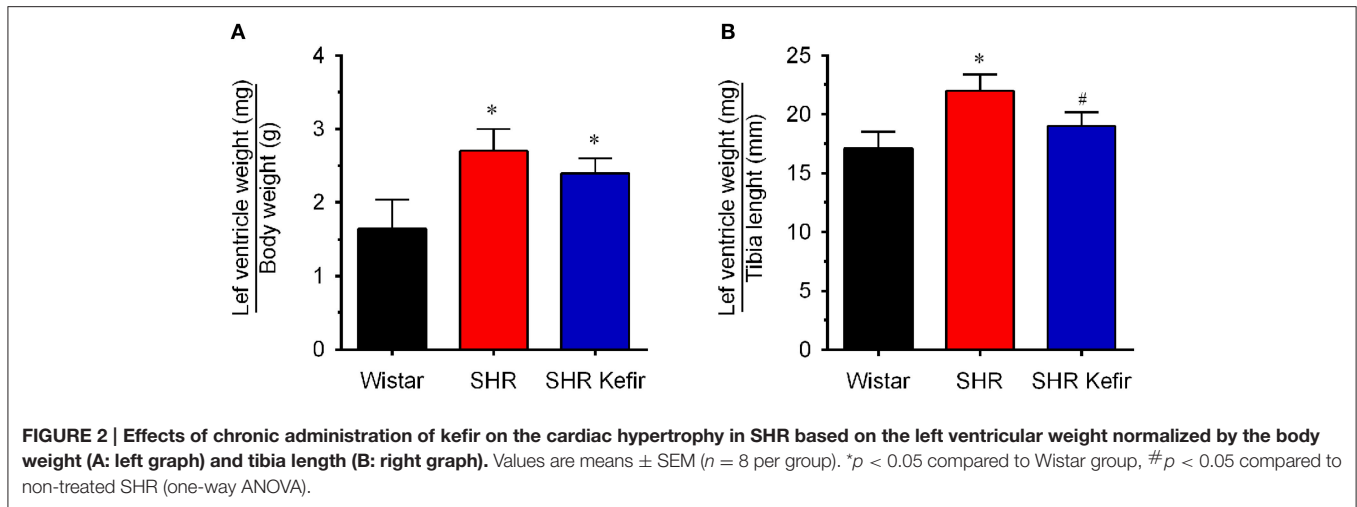 A
Lef ventricle weight (mg)
Body weight (g)
4
3
2
1
0
*
*
Wistar
SHR
SHR Kefir
B
Lef ventricle weight (mg)
Tibia lenght (mm)
25
20
15
10
5
0
*
#
Wistar
SHR
SHR Kefir
FIGURE 2 | Effects of chronic administration of kefir on the cardiac hypertrophy in SHR based on the left ventricular weight normalized by the body
weight (A: left graph) and tibia length (B: right graph). Values are means ± SEM (n = 8 per group). *p < 0.05 compared to Wistar group, #p < 0.05 compared to
non-treated SHR (one-way ANOVA).